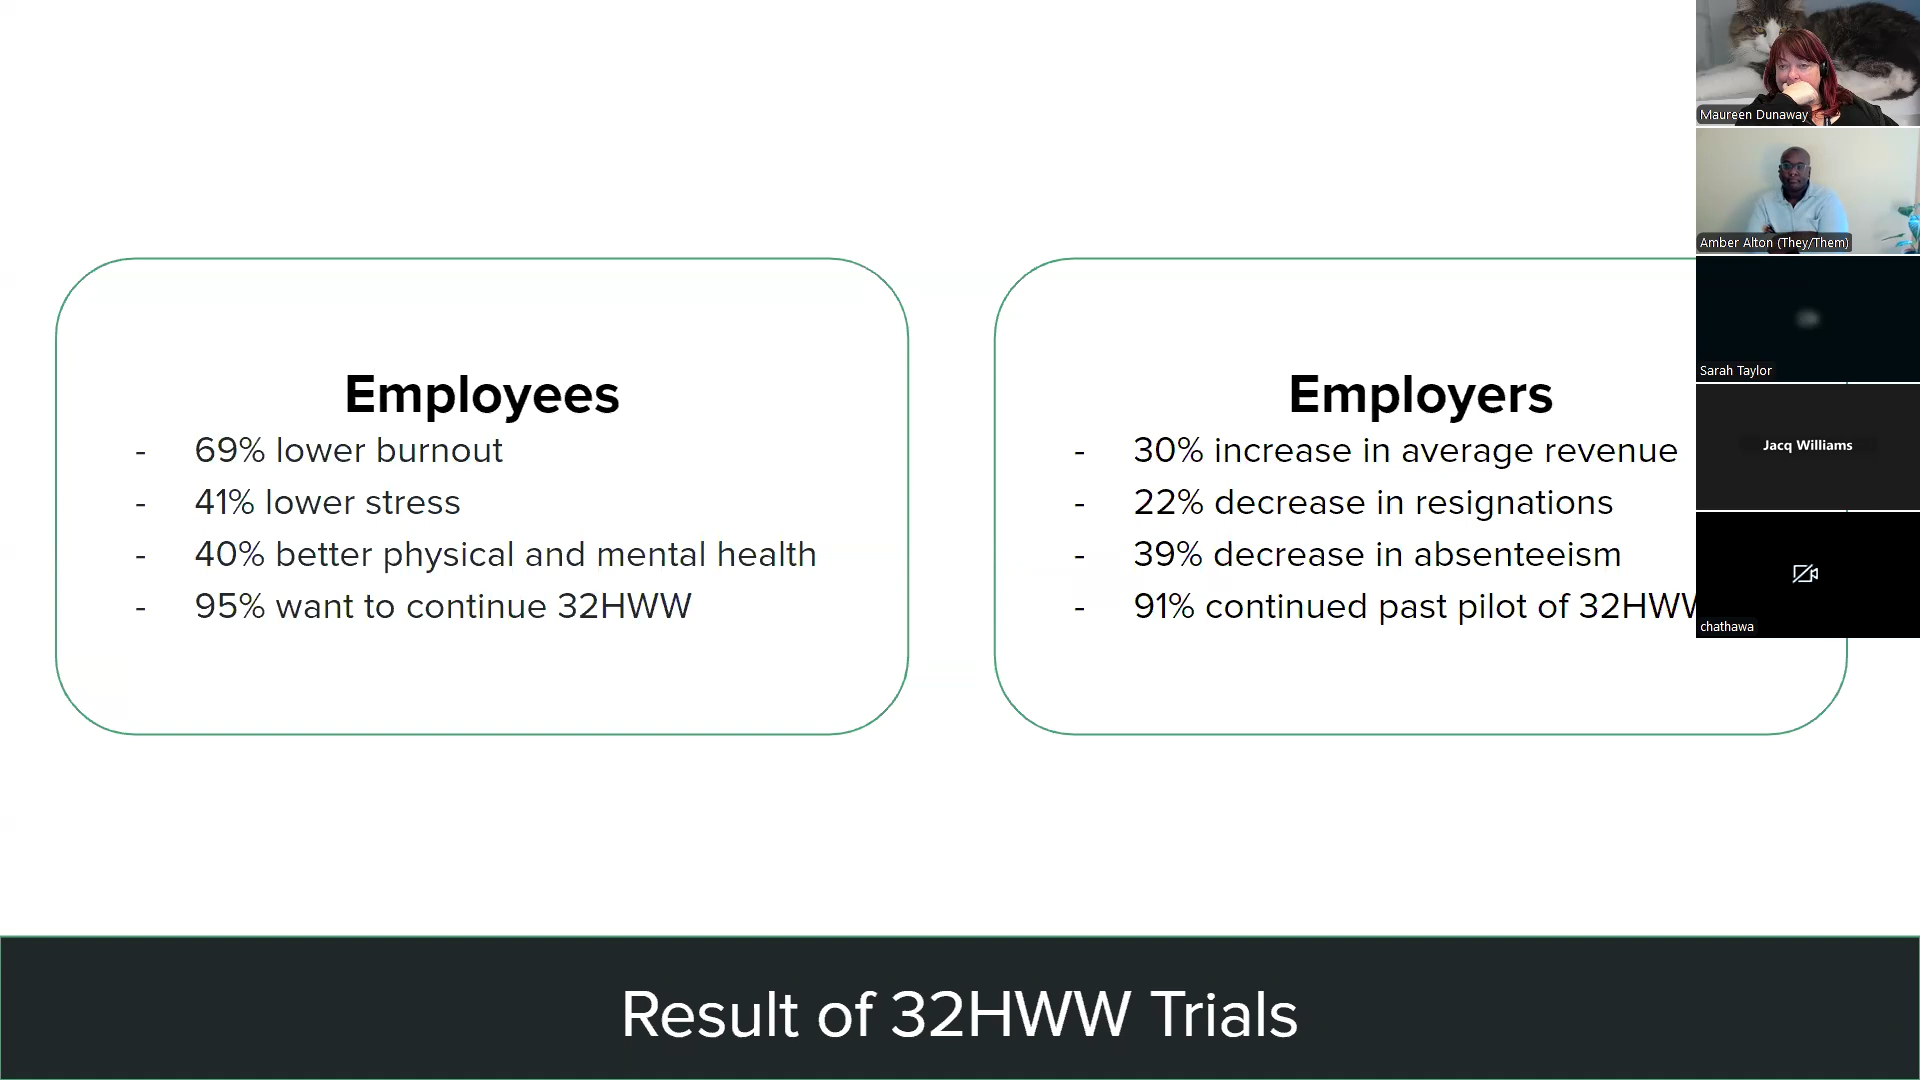 Employees
- 69% lower burnout
- 41% lower stress
- 40% better physical and mental health
- 95% want to continue 32HWW
Employers
- 30% increase in average revenue
- 22% decrease in resignations
- 39% decrease in absenteeism
- 91% continued past pilot of 32HWW
Result of 32HWW Trials
Maureen Dunaway
Amber Alton (They/Them)
Sarah Taylor
Jacq Williams
chathawa